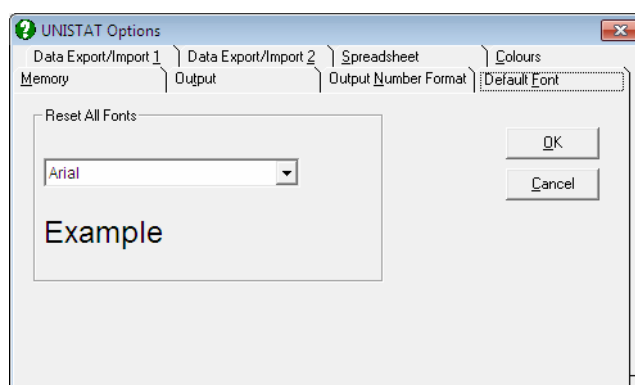 UNISTAT Options
Data Export/Import 1 Data Export/Import 2 Spreadsheet Colours
Memory Output Output Number Format Default Font
Reset All Fonts
OK
Arial
Cancel
Example